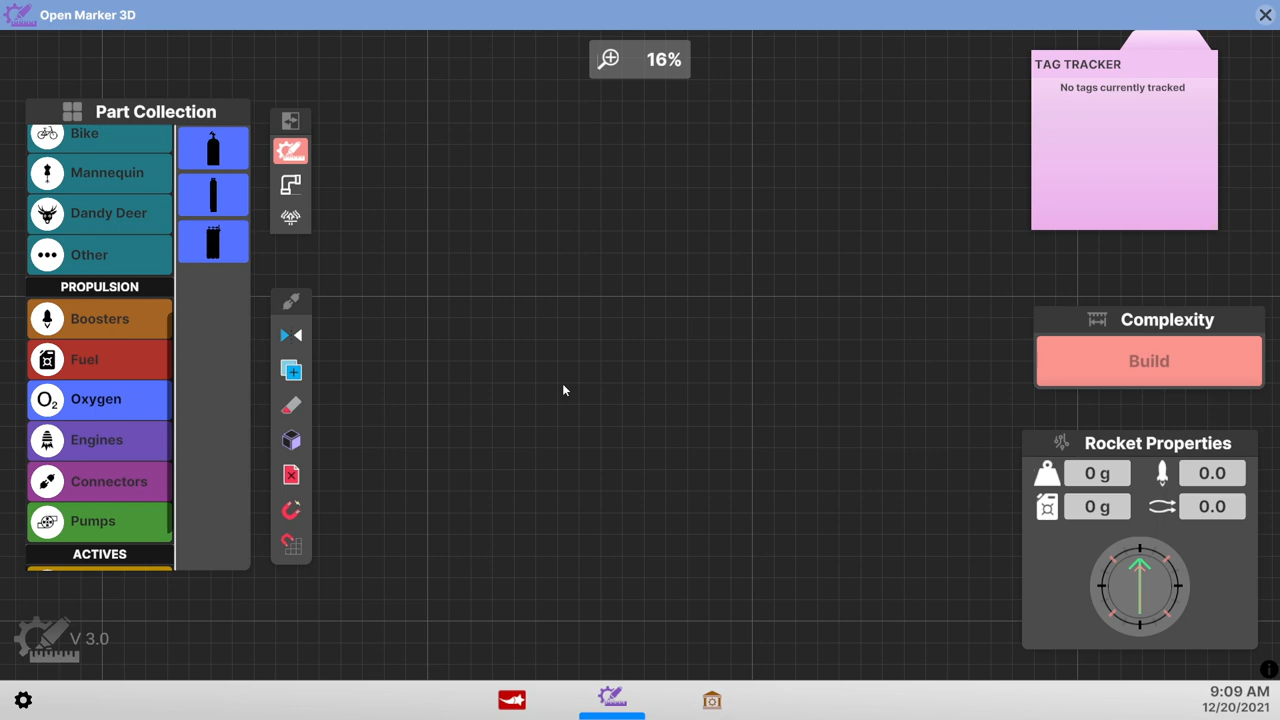 Open Marker 3D
16%
TAG TRACKER
No tags currently tracked
Part Collection
Bike
Mannequin
Dandy Deer
Other
PROPULSION
Boosters
Fuel
O2 Oxygen
Engines
Connectors
Pumps
ACTIVES
Complexity
Build
Rocket Properties
0 g 0.0
0 g 0.0
V 3.0
9:09 AM
12/20/2021